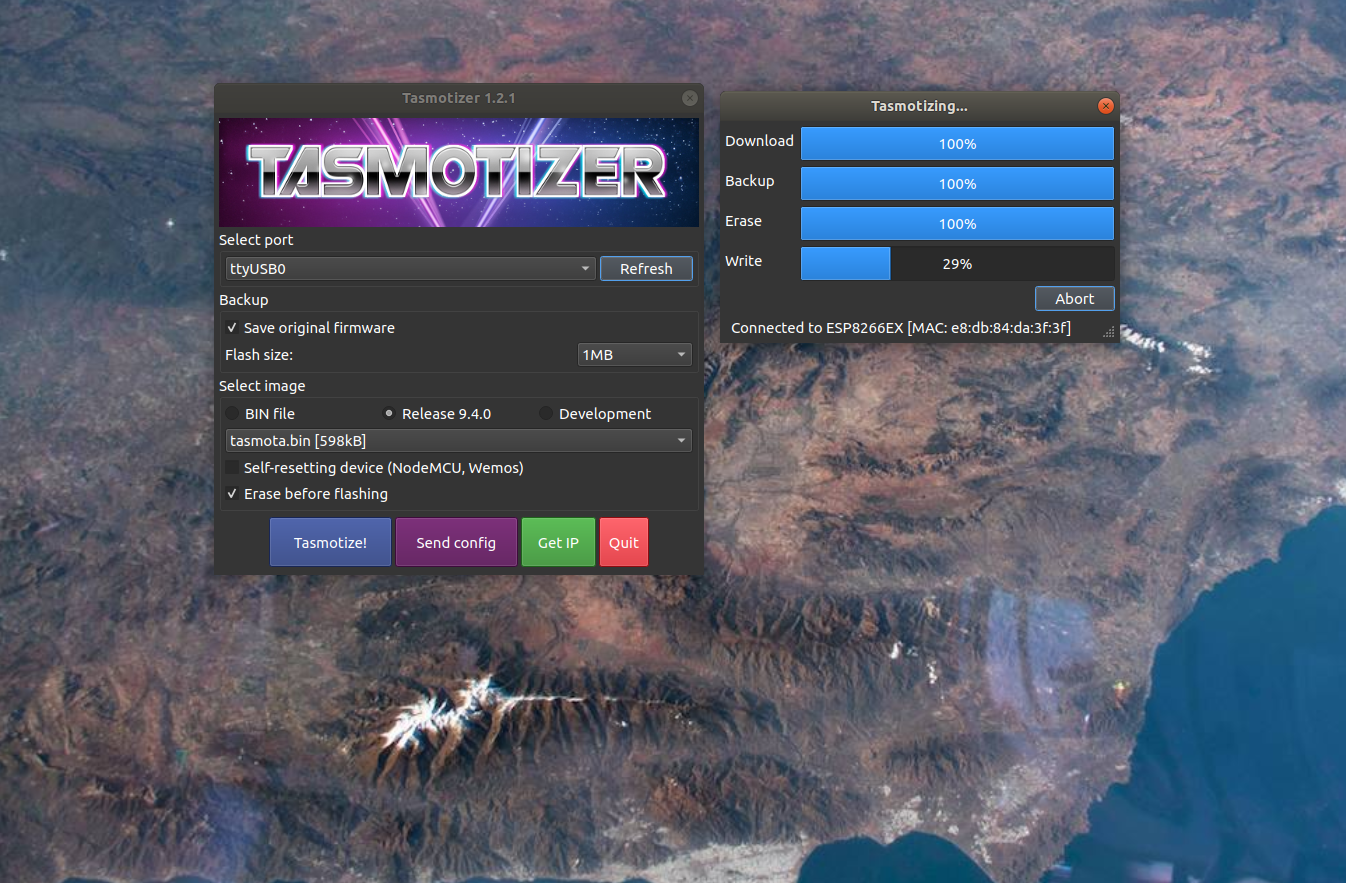 Tasmotizer 1.2.1
TASMOTIZER
Select port
ttyUSB0
Refresh
Backup
Save original firmware
Flash size:
1MB
Select image
BIN file
Release 9.4.0
Development
tasmota.bin [598kB]
Self-resetting device (NodeMCU, Wemos)
Erase before flashing
Tasmotize!
Send config
Get IP
Quit
Tasmotizing...
Download
100%
Backup
100%
Erase
100%
Write
29%
Abort
Connected to ESP8266EX [MAC: e8:db:84:da:3f:3f]